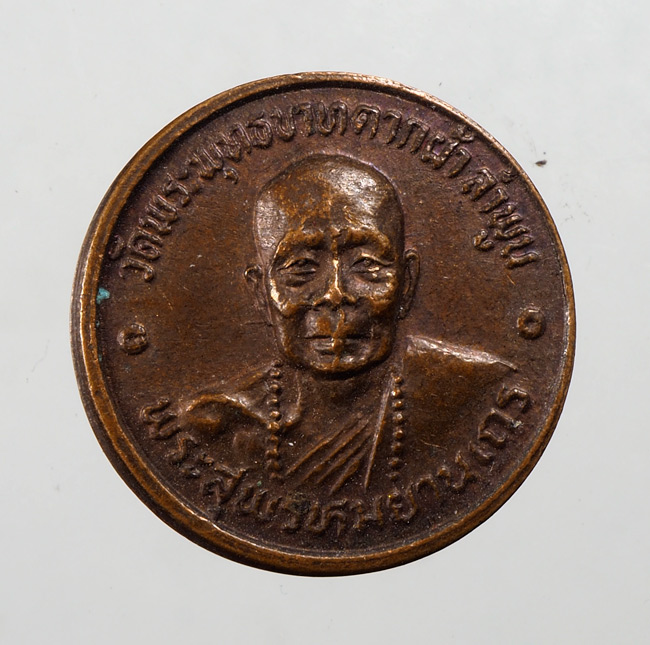 วัดพระพุทธบาทตากผ้า ลำพูน
พระสุพรหมยานเถร